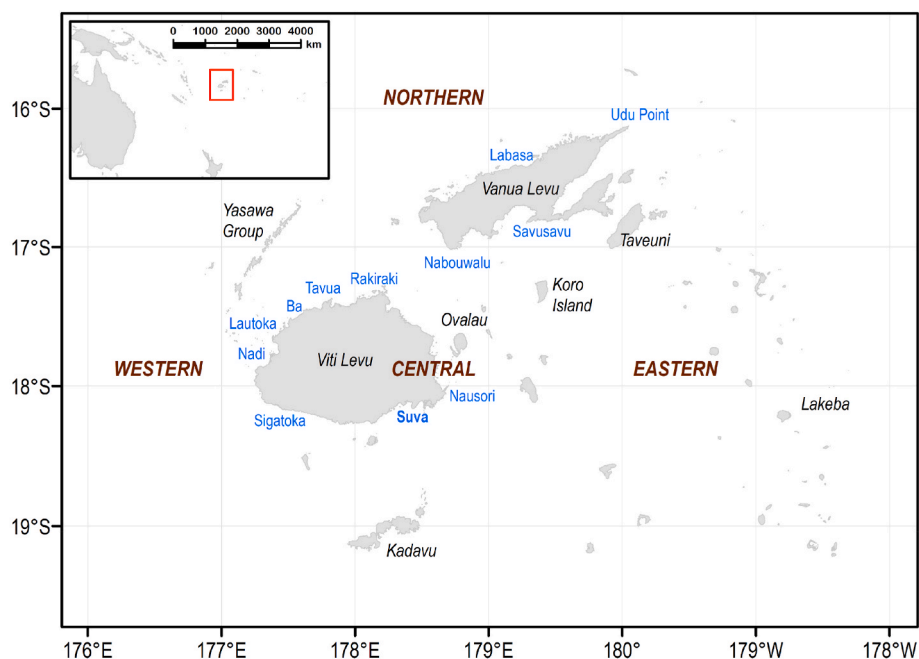 0 1000 2000 3000 4000
km
16°S
NORTHERN
Udu Point
Labasa
Vanua Levu
Yasawa
Group
Savusavu
Taveuni
17°S
Nabouwalu
Rakiraki
Tavua
Koro
Island
Ba
Lautoka
Ovalau
Nadi
Viti Levu
WESTERN
CENTRAL
EASTERN
18°S
Nausori
Lakeba
Sigatoka
Suva
19°S
Kadavu
176°E 177°E 178°E 179°E 180° 179°W 178°W